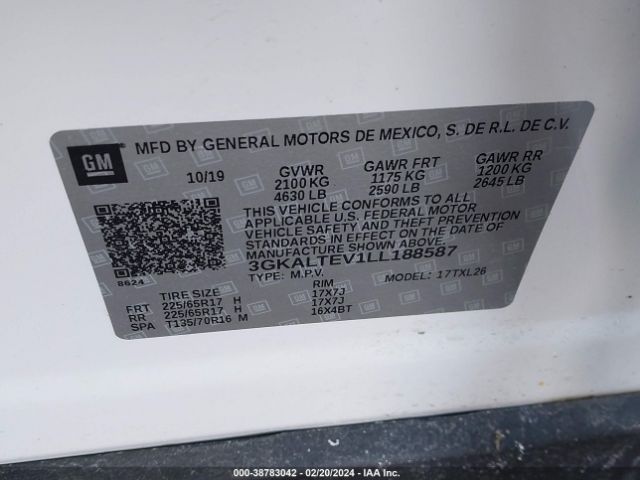 GM
MFD BY GENERAL MOTORS DE MEXICO, S. DE R.L. DE C.V.
10/19 GVWR GAWR FRT GAWR RR
2100 KG 1175 KG 1200 KG
4630 LB 2590 LB 2645 LB
THIS VEHICLE CONFORMS TO ALL
APPLICABLE U.S. FEDERAL MOTOR
VEHICLE SAFETY AND THEFT PREVENTION
STANDARDS IN EFFECT ON THE DATE OF
MANUFACTURE SHOWN ABOVE.
3GKALTEV1LL188587
8624 TYPE: M.P.V. MODEL: 17TXL26
TIRE SIZE RIM
FRT 225/65R17 H 17X7J
RR 225/65R17 H 17X7J
SPA T135/70R16 M 16X4BT
000-38783042 - 02/20/2024 - IAA Inc.